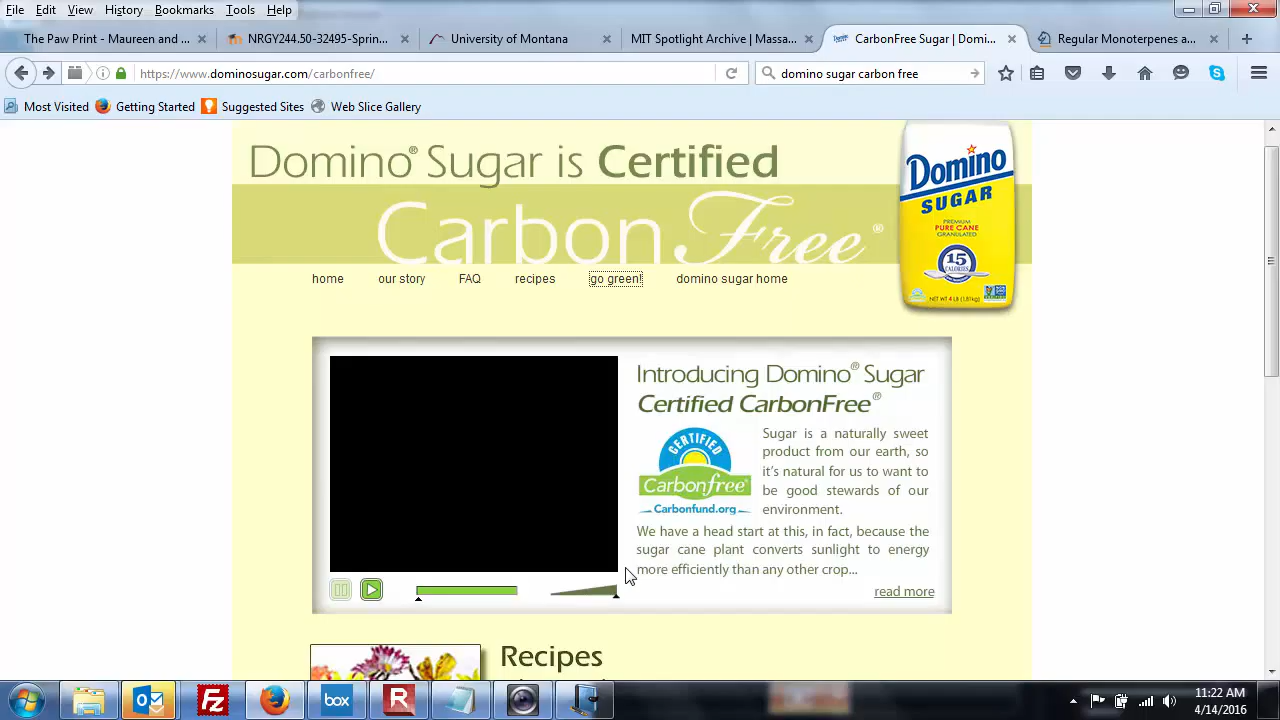 File Edit View History Bookmarks Tools Help
The Paw Print - Maureen and ...
NRGY244.50-32495-Sprin...
University of Montana
MIT Spotlight Archive | Massa...
CarbonFree Sugar | Domi...
Regular Monoterpenes a...
https://www.dominosugar.com/carbonfree/
domino sugar carbon free
Most Visited Getting Started Suggested Sites Web Slice Gallery
Domino® Sugar is Certified
CarbonFree®
Domino
SUGAR
PREMIUM
PURE CANE
GRANULATED
15
CALORIES
NET WT 4 LB (1.81kg)
home our story FAQ recipes go green! domino sugar home
Introducing Domino® Sugar
Certified CarbonFree®
CERTIFIED
Carbonfree®
Carbonfund.org
Sugar is a naturally sweet
product from our earth, so
it's natural for us to want to
be good stewards of our
environment.
We have a head start at this, in fact, because the
sugar cane plant converts sunlight to energy
more efficiently than any other crop...
read more
Recipes
Fz
box
R
11:22 AM
4/14/2016